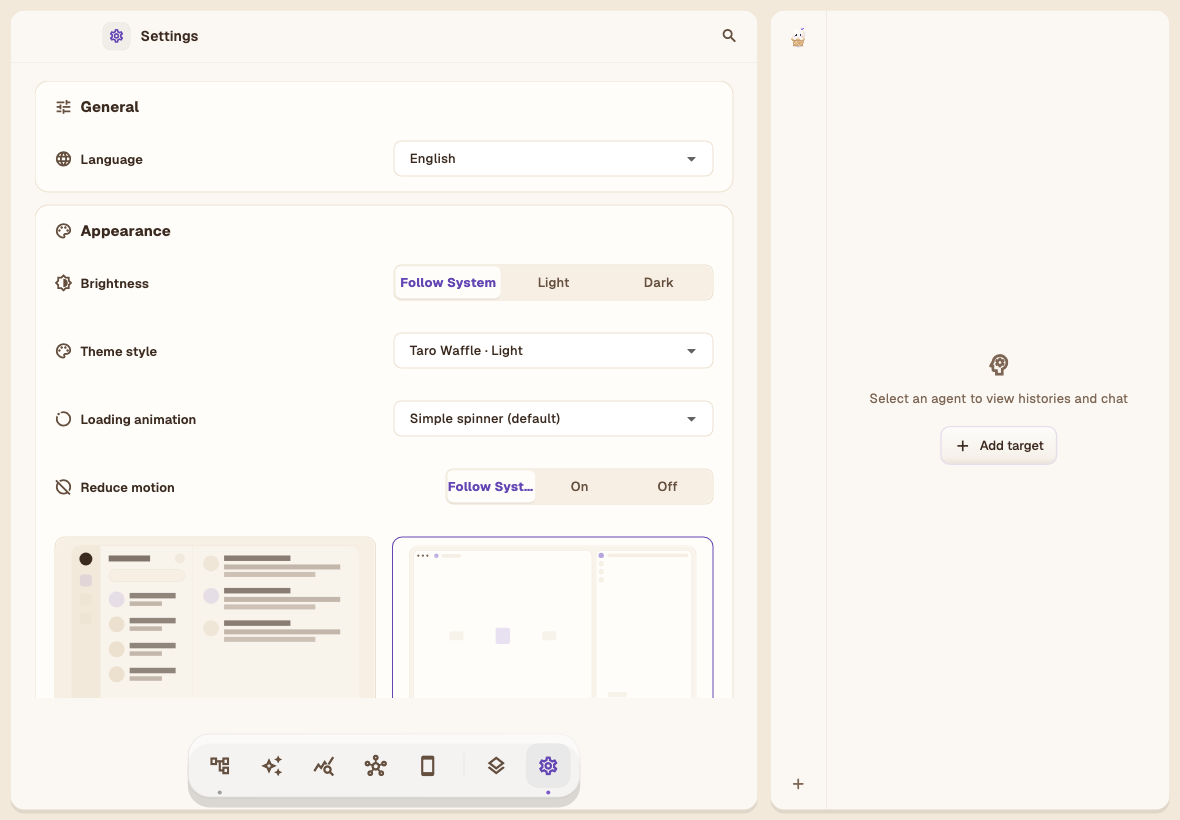 Settings
General
Language
English
Appearance
Brightness
Follow System
Light
Dark
Theme style
Taro Waffle · Light
Loading animation
Simple spinner (default)
Reduce motion
Follow Syst...
On
Off
Select an agent to view histories and chat
Add target